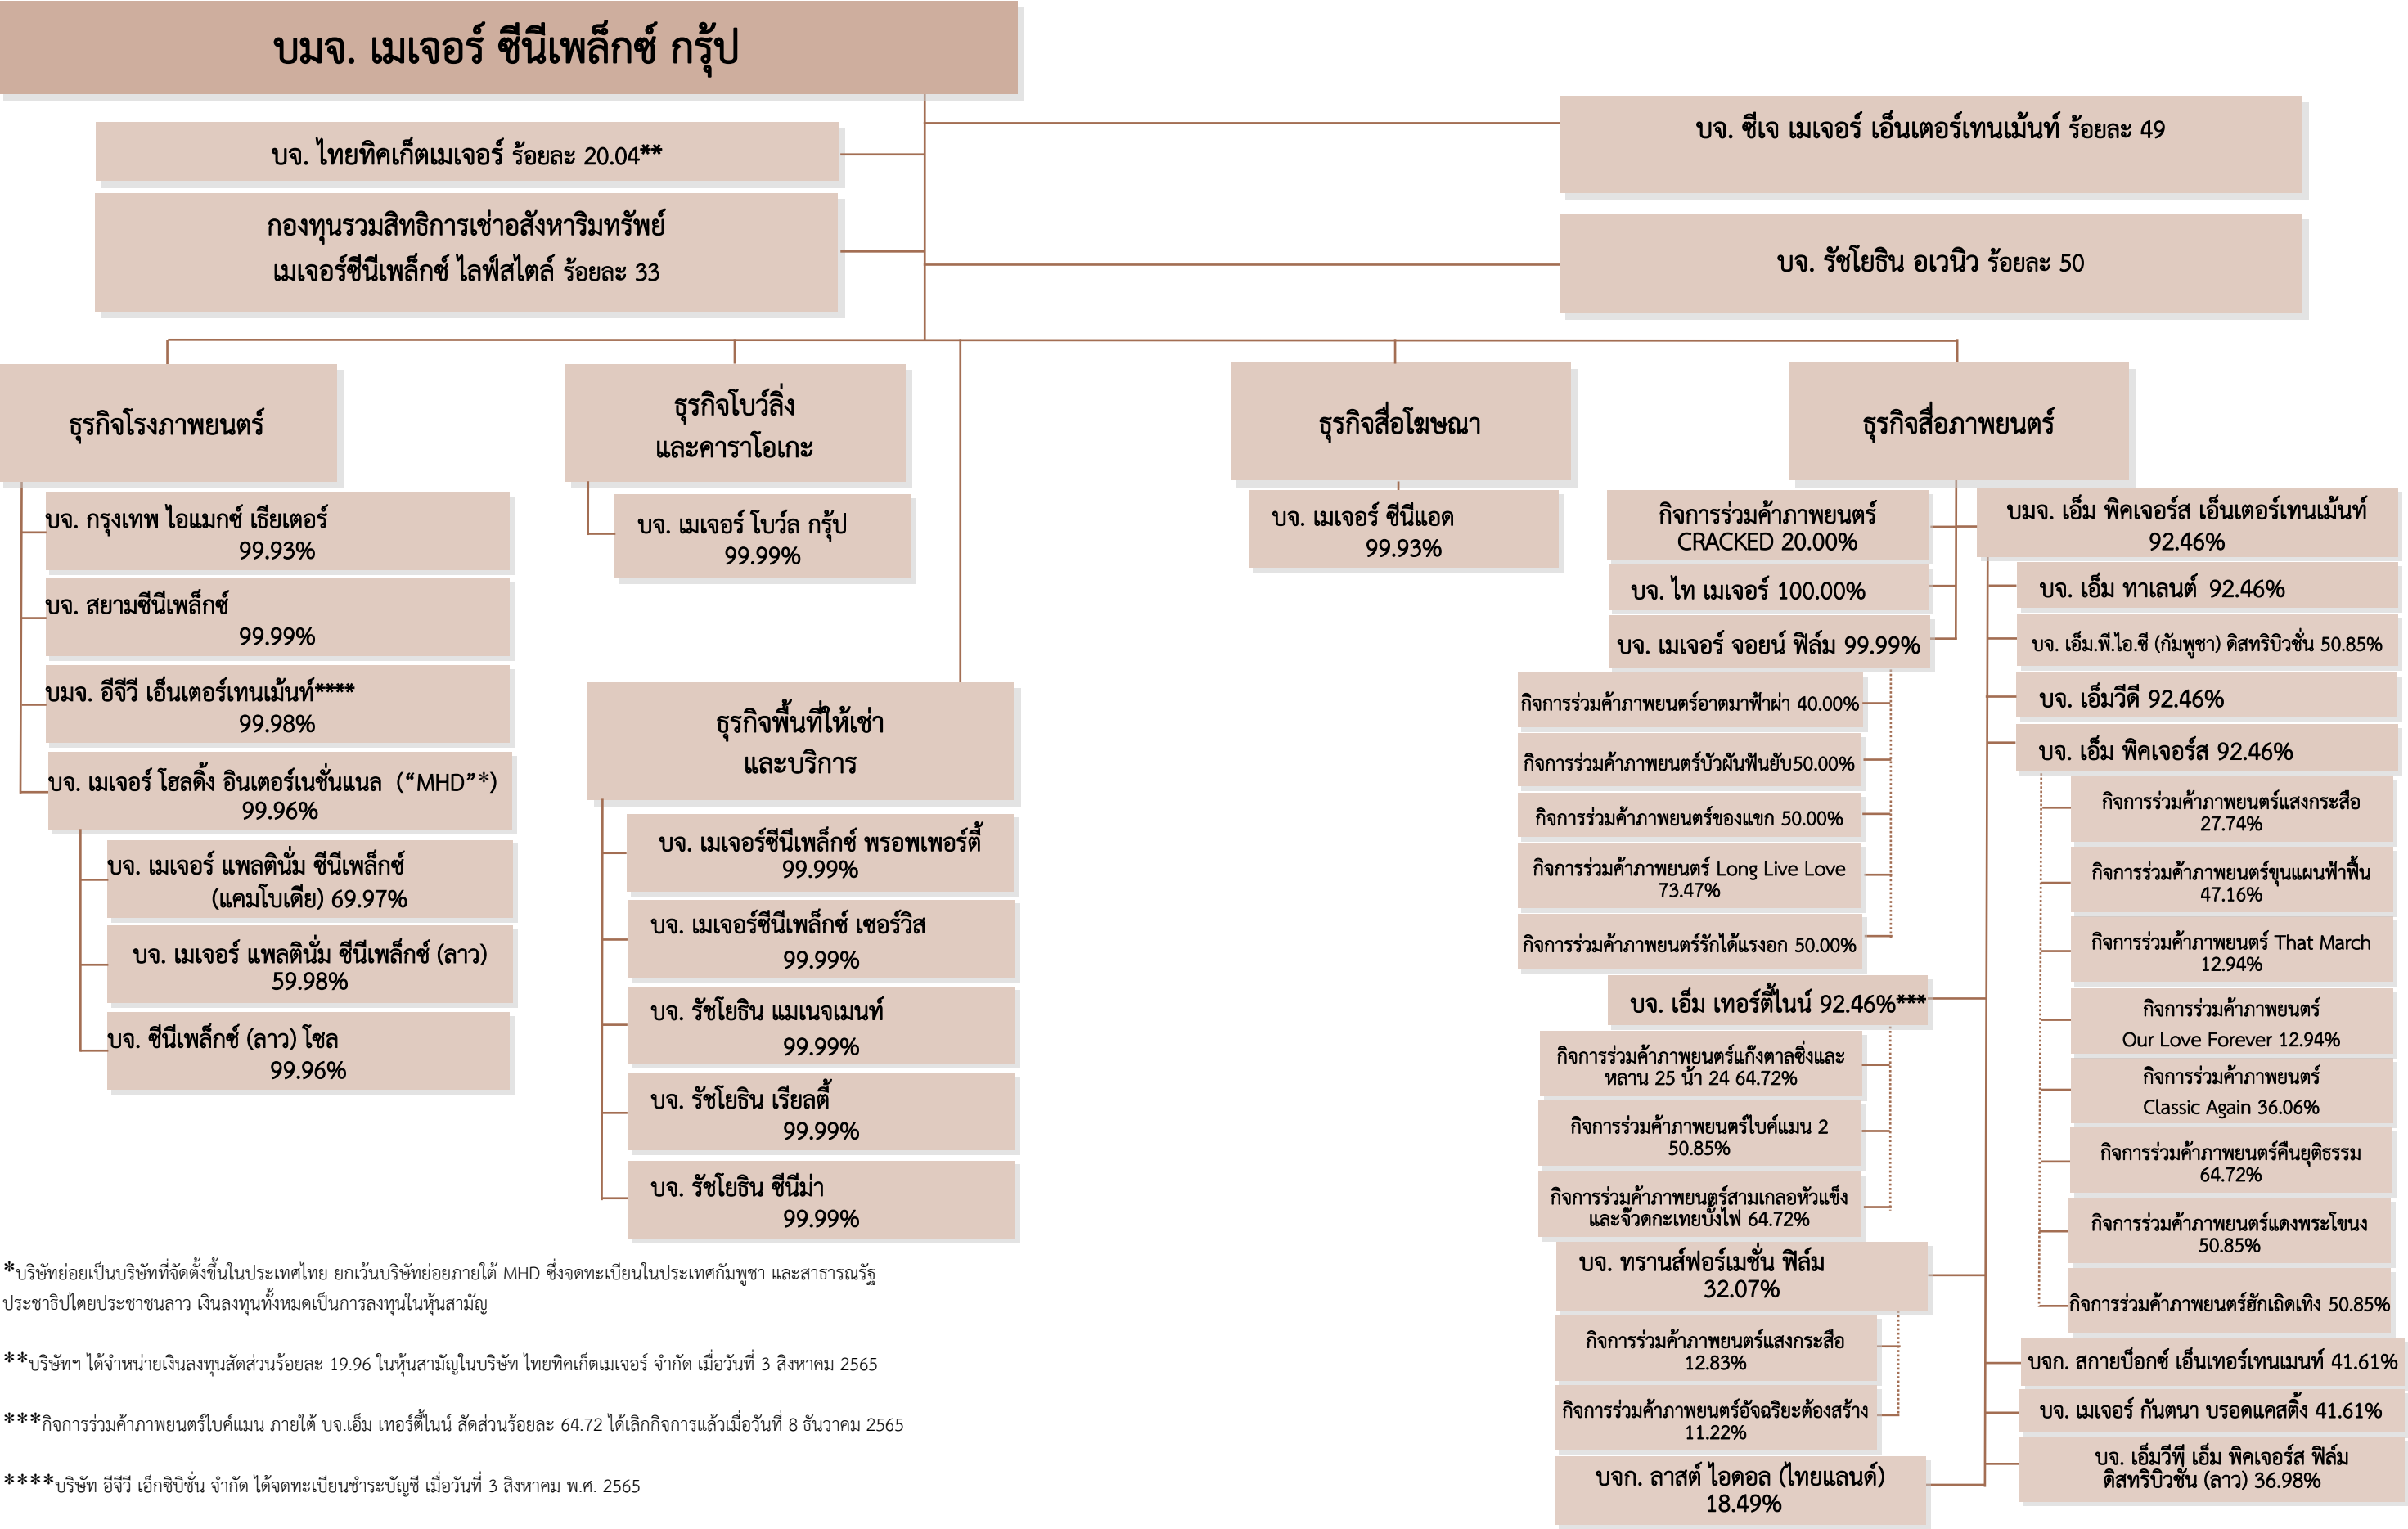 บมจ. เมเจอร์ ซีนีเพล็กซ์ กรุ้ป
บจ. ไทยทิคเก็ตเมเจอร์ ร้อยละ 20.04**
กองทุนรวมสิทธิการเช่าอสังหาริมทรัพย์
เมเจอร์ซีนีเพล็กซ์ ไลฟ์สไตล์ ร้อยละ 33
บจ. ซีเจ เมเจอร์ เอ็นเตอร์เทนเม้นท์ ร้อยละ 49
บจ. รัชโยธิน อเวนิว ร้อยละ 50
ธุรกิจโรงภาพยนตร์
บจ. กรุงเทพ ไอแมกซ์ เธียเตอร์
99.93%
บจ. สยามซีนีเพล็กซ์
99.99%
บมจ. อีจีวี เอ็นเตอร์เทนเม้นท์****
99.98%
บจ. เมเจอร์ โฮลดิ้ง อินเตอร์เนชั่นแนล (“MHD”*)
99.96%
บจ. เมเจอร์ แพลตินั่ม ซีนีเพล็กซ์
(แคมโบเดีย) 69.97%
บจ. เมเจอร์ แพลตินั่ม ซีนีเพล็กซ์ (ลาว)
59.98%
บจ. ซีนีเพล็กซ์ (ลาว) โซล
99.96%
ธุรกิจโบว์ลิ่ง
และคาราโอเกะ
บจ. เมเจอร์ โบว์ล กรุ้ป
99.99%
ธุรกิจพื้นที่ให้เช่า
และบริการ
บจ. เมเจอร์ซีนีเพล็กซ์ พรอพเพอร์ตี้
99.99%
บจ. เมเจอร์ซีนีเพล็กซ์ เซอร์วิส
99.99%
บจ. รัชโยธิน แมเนจเมนท์
99.99%
บจ. รัชโยธิน เรียลตี้
99.99%
บจ. รัชโยธิน ซีนีม่า
99.99%
ธุรกิจสื่อโฆษณา
บจ. เมเจอร์ ซีนีแอด
99.93%
ธุรกิจสื่อภาพยนตร์
กิจการร่วมค้าภาพยนตร์
CRACKED 20.00%
บจ. ไท เมเจอร์ 100.00%
บจ. เมเจอร์ จอยน์ ฟิล์ม 99.99%
กิจการร่วมค้าภาพยนตร์อาตมาฟ้าผ่า 40.00%
กิจการร่วมค้าภาพยนตร์บัวผันฟันยับ50.00%
กิจการร่วมค้าภาพยนตร์ของแขก 50.00%
กิจการร่วมค้าภาพยนตร์ Long Live Love
73.47%
กิจการร่วมค้าภาพยนตร์รักได้แรงอก 50.00%
บจ. เอ็ม เทอร์ตี้ไนน์ 92.46%***
กิจการร่วมค้าภาพยนตร์แก๊งตาลซิ่งและ
หลาน 25 น้า 24 64.72%
กิจการร่วมค้าภาพยนตร์ไบค์แมน 2
50.85%
กิจการร่วมค้าภาพยนตร์สามเกลอหัวแข็ง
และจ๊วดกะเทยบั้งไฟ 64.72%
บจ. ทรานส์ฟอร์เมชั่น ฟิล์ม
32.07%
กิจการร่วมค้าภาพยนตร์แสงกระสือ
12.83%
กิจการร่วมค้าภาพยนตร์อัจฉริยะต้องสร้าง
11.22%
บจก. ลาสต์ ไอดอล (ไทยแลนด์)
18.49%
บมจ. เอ็ม พิคเจอร์ส เอ็นเตอร์เทนเม้นท์
92.46%
บจ. เอ็ม ทาเลนต์ 92.46%
บจ. เอ็ม.พี.ไอ.ซี (กัมพูชา) ดิสทริบิวชั่น 50.85%
บจ. เอ็มวีดี 92.46%
บจ. เอ็ม พิคเจอร์ส 92.46%
กิจการร่วมค้าภาพยนตร์แสงกระสือ
27.74%
กิจการร่วมค้าภาพยนตร์ขุนแผนฟ้าฟื้น
47.16%
กิจการร่วมค้าภาพยนตร์ That March
12.94%
กิจการร่วมค้าภาพยนตร์
Our Love Forever 12.94%
กิจการร่วมค้าภาพยนตร์
Classic Again 36.06%
กิจการร่วมค้าภาพยนตร์คืนยุติธรรม
64.72%
กิจการร่วมค้าภาพยนตร์แดงพระโขนง
50.85%
กิจการร่วมค้าภาพยนตร์ฮักเถิดเทิง 50.85%
บจก. สกายบ็อกซ์ เอ็นเทอร์เทนเมนท์ 41.61%
บจ. เมเจอร์ กันตนา บรอดแคสติ้ง 41.61%
บจ. เอ็มวีพี เอ็ม พิคเจอร์ส ฟิล์ม
ดิสทริบิวชั่น (ลาว) 36.98%
*บริษัทย่อยเป็นบริษัทที่จัดตั้งขึ้นในประเทศไทย ยกเว้นบริษัทย่อยภายใต้ MHD ซึ่งจดทะเบียนในประเทศกัมพูชา และสาธารณรัฐ
ประชาธิปไตยประชาชนลาว เงินลงทุนทั้งหมดเป็นการลงทุนในหุ้นสามัญ
**บริษัทฯ ได้จำหน่ายเงินลงทุนสัดส่วนร้อยละ 19.96 ในหุ้นสามัญในบริษัท ไทยทิคเก็ตเมเจอร์ จำกัด เมื่อวันที่ 3 สิงหาคม 2565
***กิจการร่วมค้าภาพยนตร์ไบค์แมน ภายใต้ บจ.เอ็ม เทอร์ตี้ไนน์ สัดส่วนร้อยละ 64.72 ได้เลิกกิจการแล้วเมื่อวันที่ 8 ธันวาคม 2565
****บริษัท อีจีวี เอ็กซิบิชั่น จำกัด ได้จดทะเบียนชำระบัญชี เมื่อวันที่ 3 สิงหาคม พ.ศ. 2565